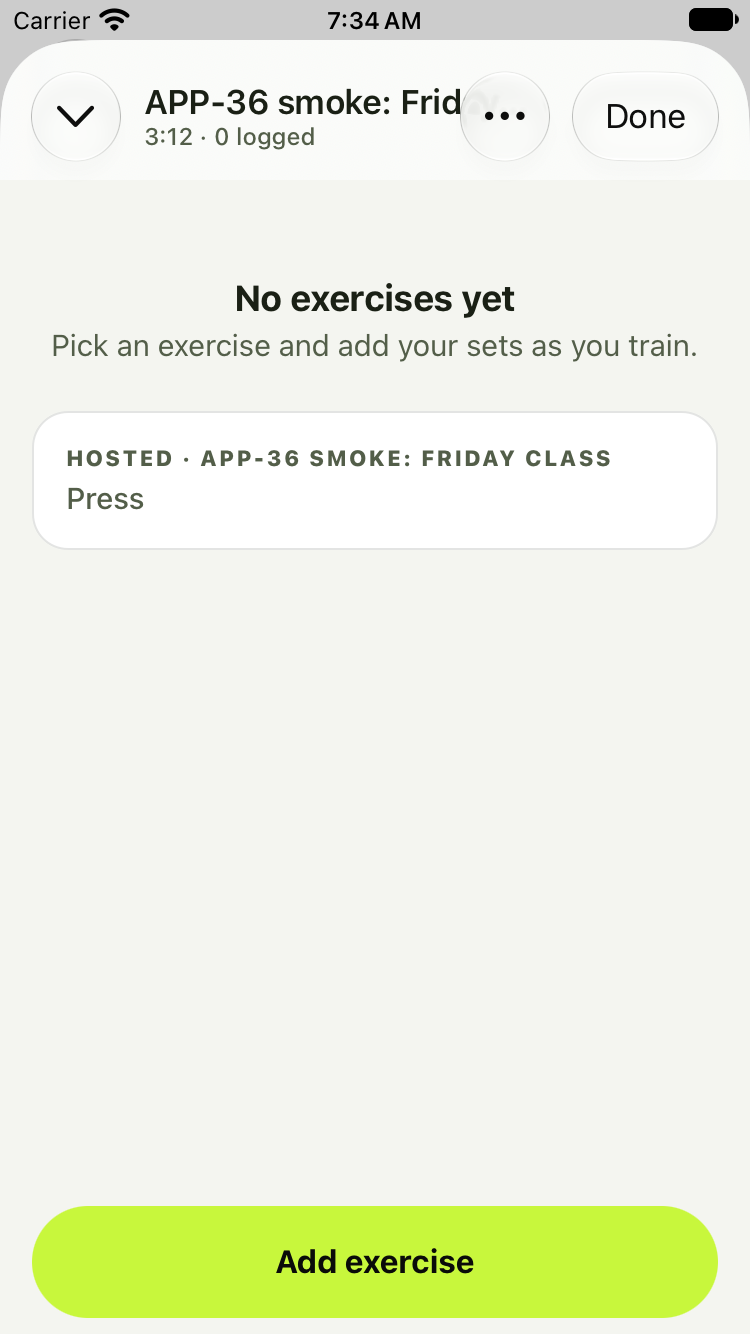 Carrier 7:34 AM
APP-36 smoke: Friday
3:12 · 0 logged
Done
No exercises yet
Pick an exercise and add your sets as you train.
HOSTED · APP-36 SMOKE: FRIDAY CLASS
Press
Add exercise